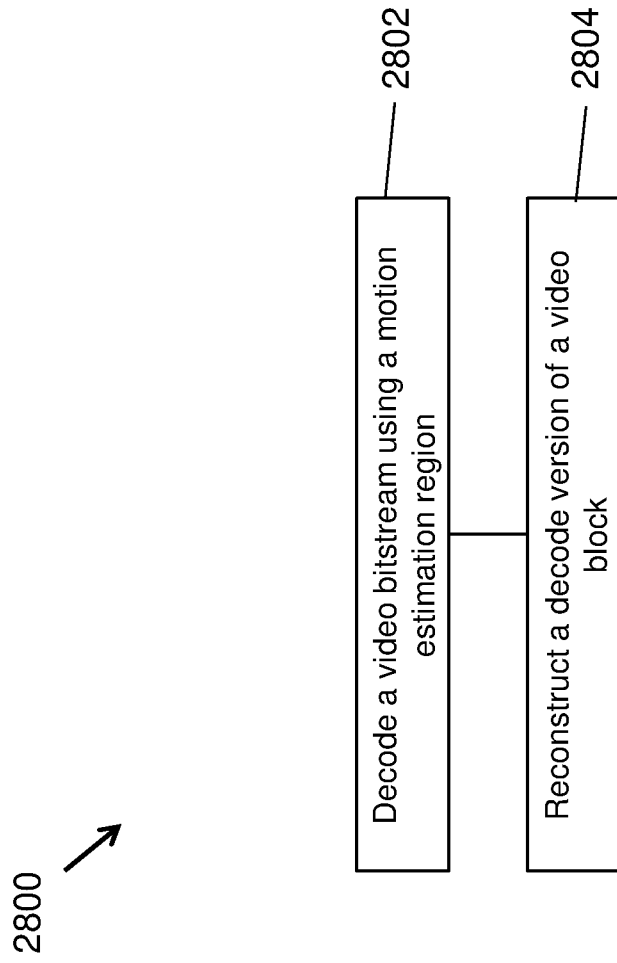 2800
Decode a video bitstream using a motion
estimation region
2802
Reconstruct a decode version of a video
block
2804